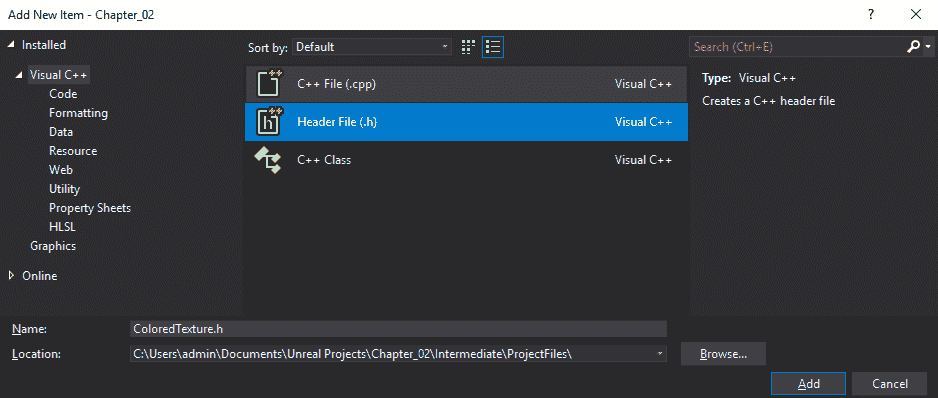 Add New Item - Chapter_02
? 
Installed
Sort by: Default
Search (Ctrl+E)
Visual C++
Code
Formatting
Data
Resource
Web
Utility
Property Sheets
HLSL
Graphics
Online
C++ File (.cpp) Visual C++
Header File (.h) Visual C++
C++ Class Visual C++
Type: Visual C++
Creates a C++ header file
Name: ColoredTexture.h
Location: C:\Users\admin\Documents\Unreal Projects\Chapter_02\Intermediate\ProjectFiles\
Browse...
Add Cancel